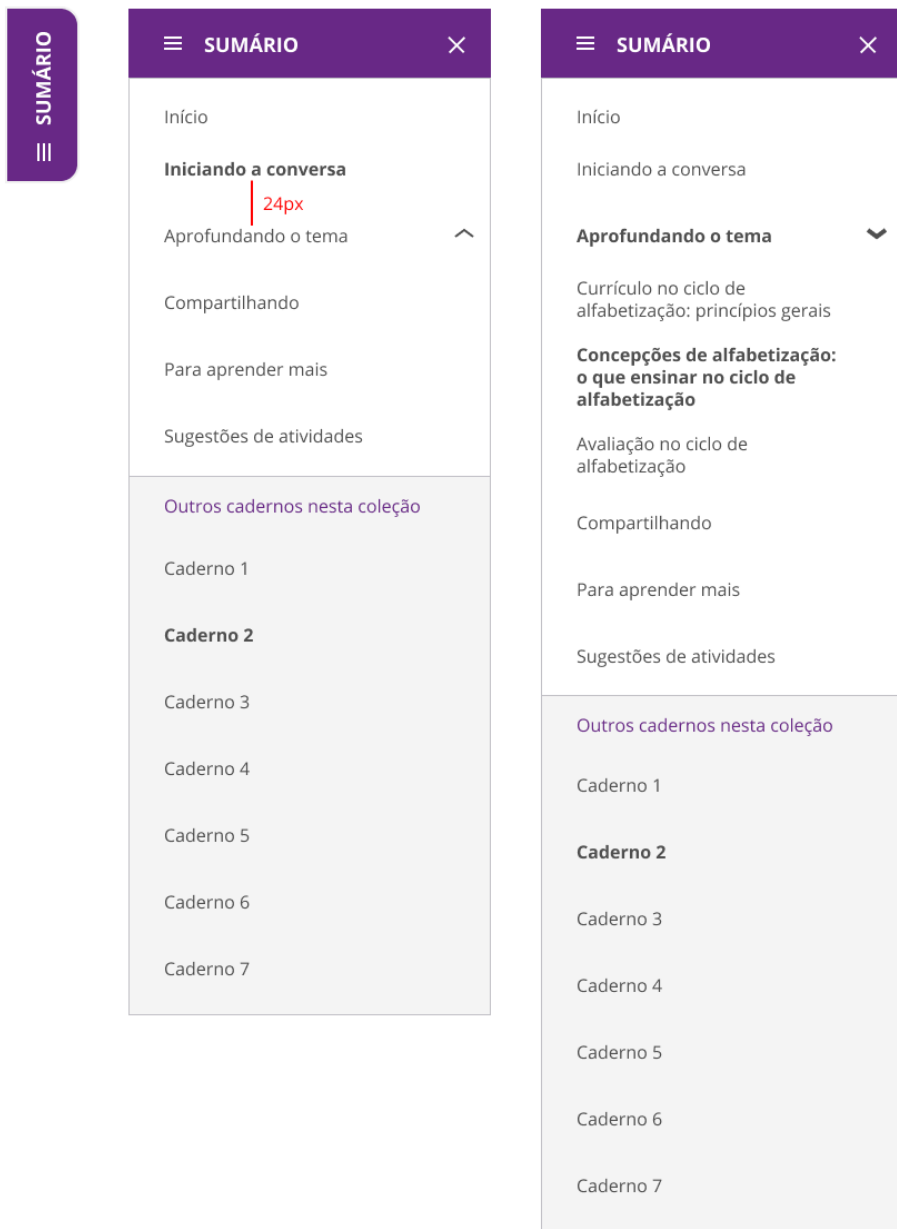 SUMÁRIO
SUMÁRIO
Início
Iniciando a conversa
24px
Aprofundando o tema
Compartilhando
Para aprender mais
Sugestões de atividades
Outros cadernos nesta coleção
Caderno 1
Caderno 2
Caderno 3
Caderno 4
Caderno 5
Caderno 6
Caderno 7
SUMÁRIO
Início
Iniciando a conversa
Aprofundando o tema
Currículo no ciclo de
alfabetização: princípios gerais
Concepções de alfabetização:
o que ensinar no ciclo de
alfabetização
Avaliação no ciclo de
alfabetização
Compartilhando
Para aprender mais
Sugestões de atividades
Outros cadernos nesta coleção
Caderno 1
Caderno 2
Caderno 3
Caderno 4
Caderno 5
Caderno 6
Caderno 7